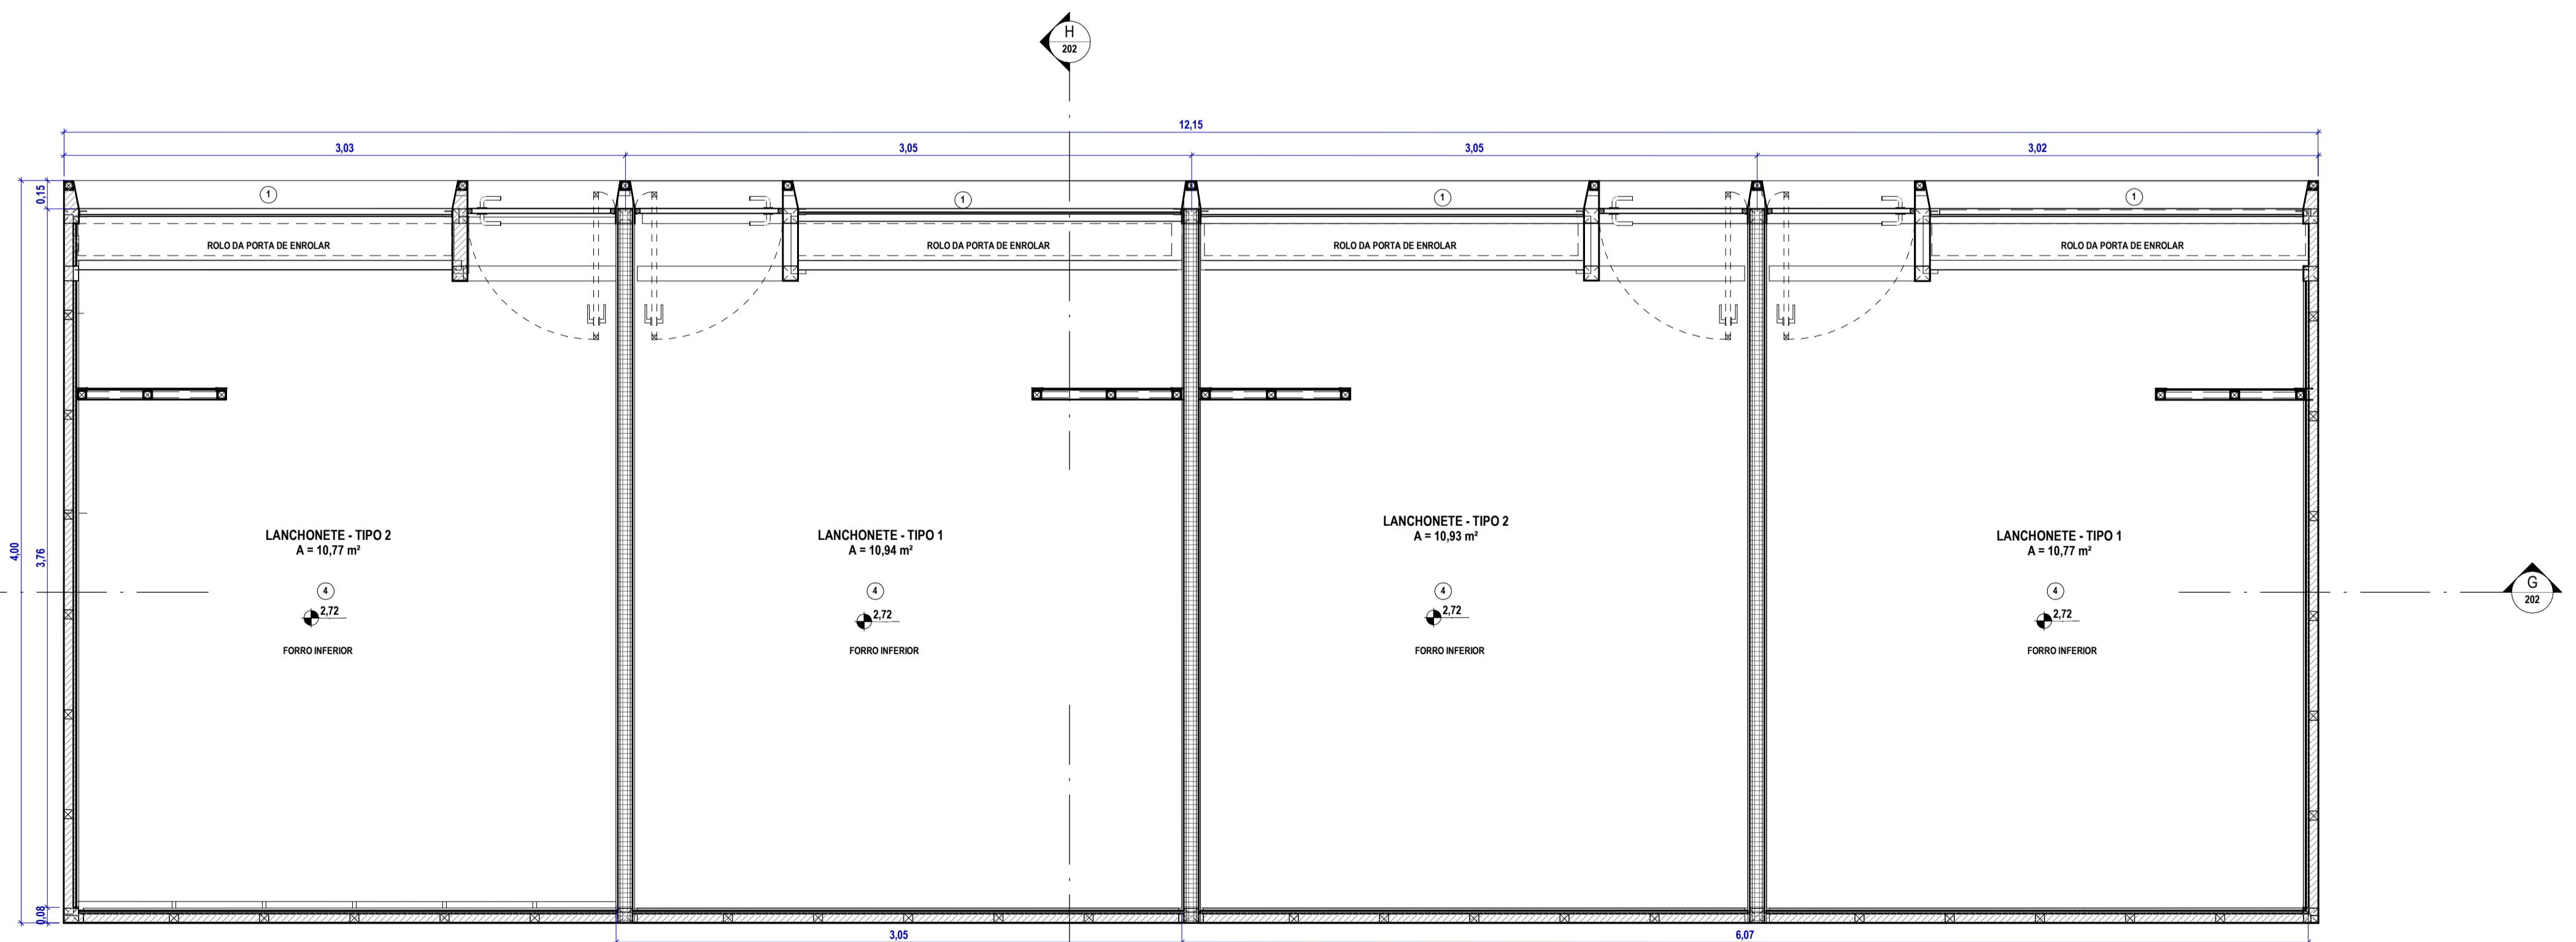 H
202
12,15
3,03
3,05
3,05
3,02
0,15
1
1
1
1
ROLO DA PORTA DE ENROLAR
ROLO DA PORTA DE ENROLAR
ROLO DA PORTA DE ENROLAR
ROLO DA PORTA DE ENROLAR
4,00
3,76
LANCHONETE - TIPO 2
A = 10,77 m²
4
2,72
FORRO INFERIOR
LANCHONETE - TIPO 1
A = 10,94 m²
4
2,72
FORRO INFERIOR
LANCHONETE - TIPO 2
A = 10,93 m²
4
2,72
FORRO INFERIOR
LANCHONETE - TIPO 1
A = 10,77 m²
4
2,72
FORRO INFERIOR
G
202
0,08
3,05
6,07